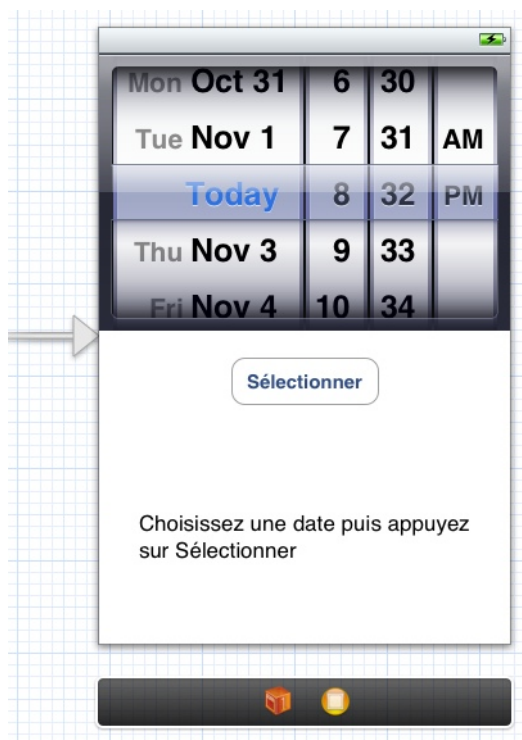 Mon Oct 31 6 30
Tue Nov 1 7 31 AM
Today 8 32 PM
Thu Nov 3 9 33
Fri Nov 4 10 34
Sélectionner
Choisissez une date puis appuyez
sur Sélectionner